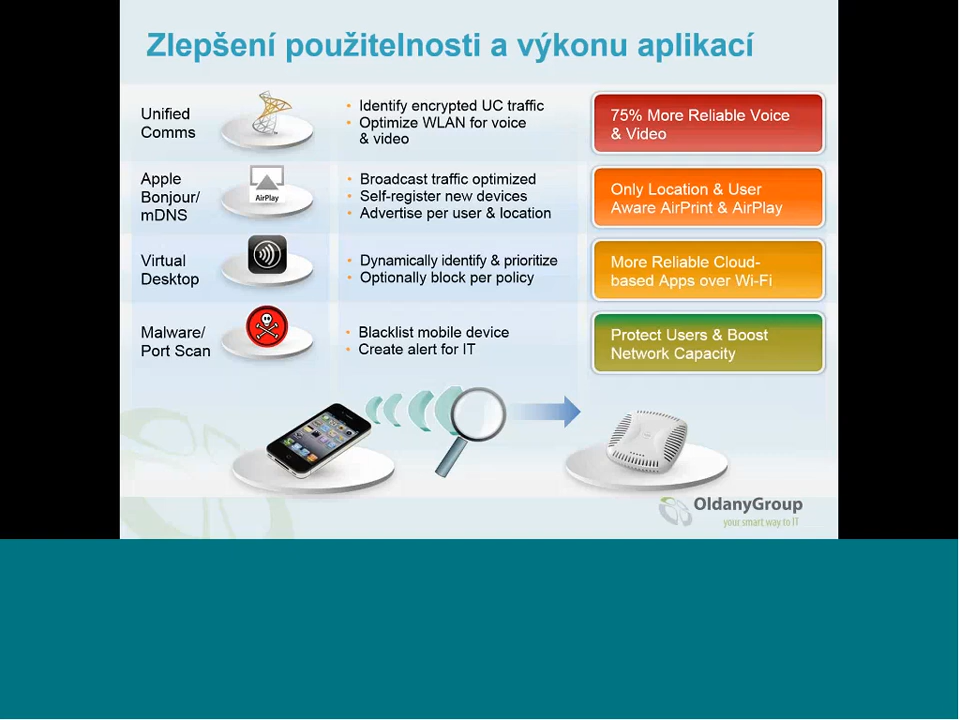 Zlepšení použitelnosti a výkonu aplikací
Unified
Comms
• Identify encrypted UC traffic
• Optimize WLAN for voice
& video
75% More Reliable Voice
& Video
Apple
Bonjour/
mDNS
AirPlay
• Broadcast traffic optimized
• Self-register new devices
• Advertise per user & location
Only Location & User
Aware AirPrint & AirPlay
Virtual
Desktop
• Dynamically identify & prioritize
• Optionally block per policy
More Reliable Cloud-
based Apps over Wi-Fi
Malware/
Port Scan
• Blacklist mobile device
• Create alert for IT
Protect Users & Boost
Network Capacity
OldanyGroup
your smart way to IT